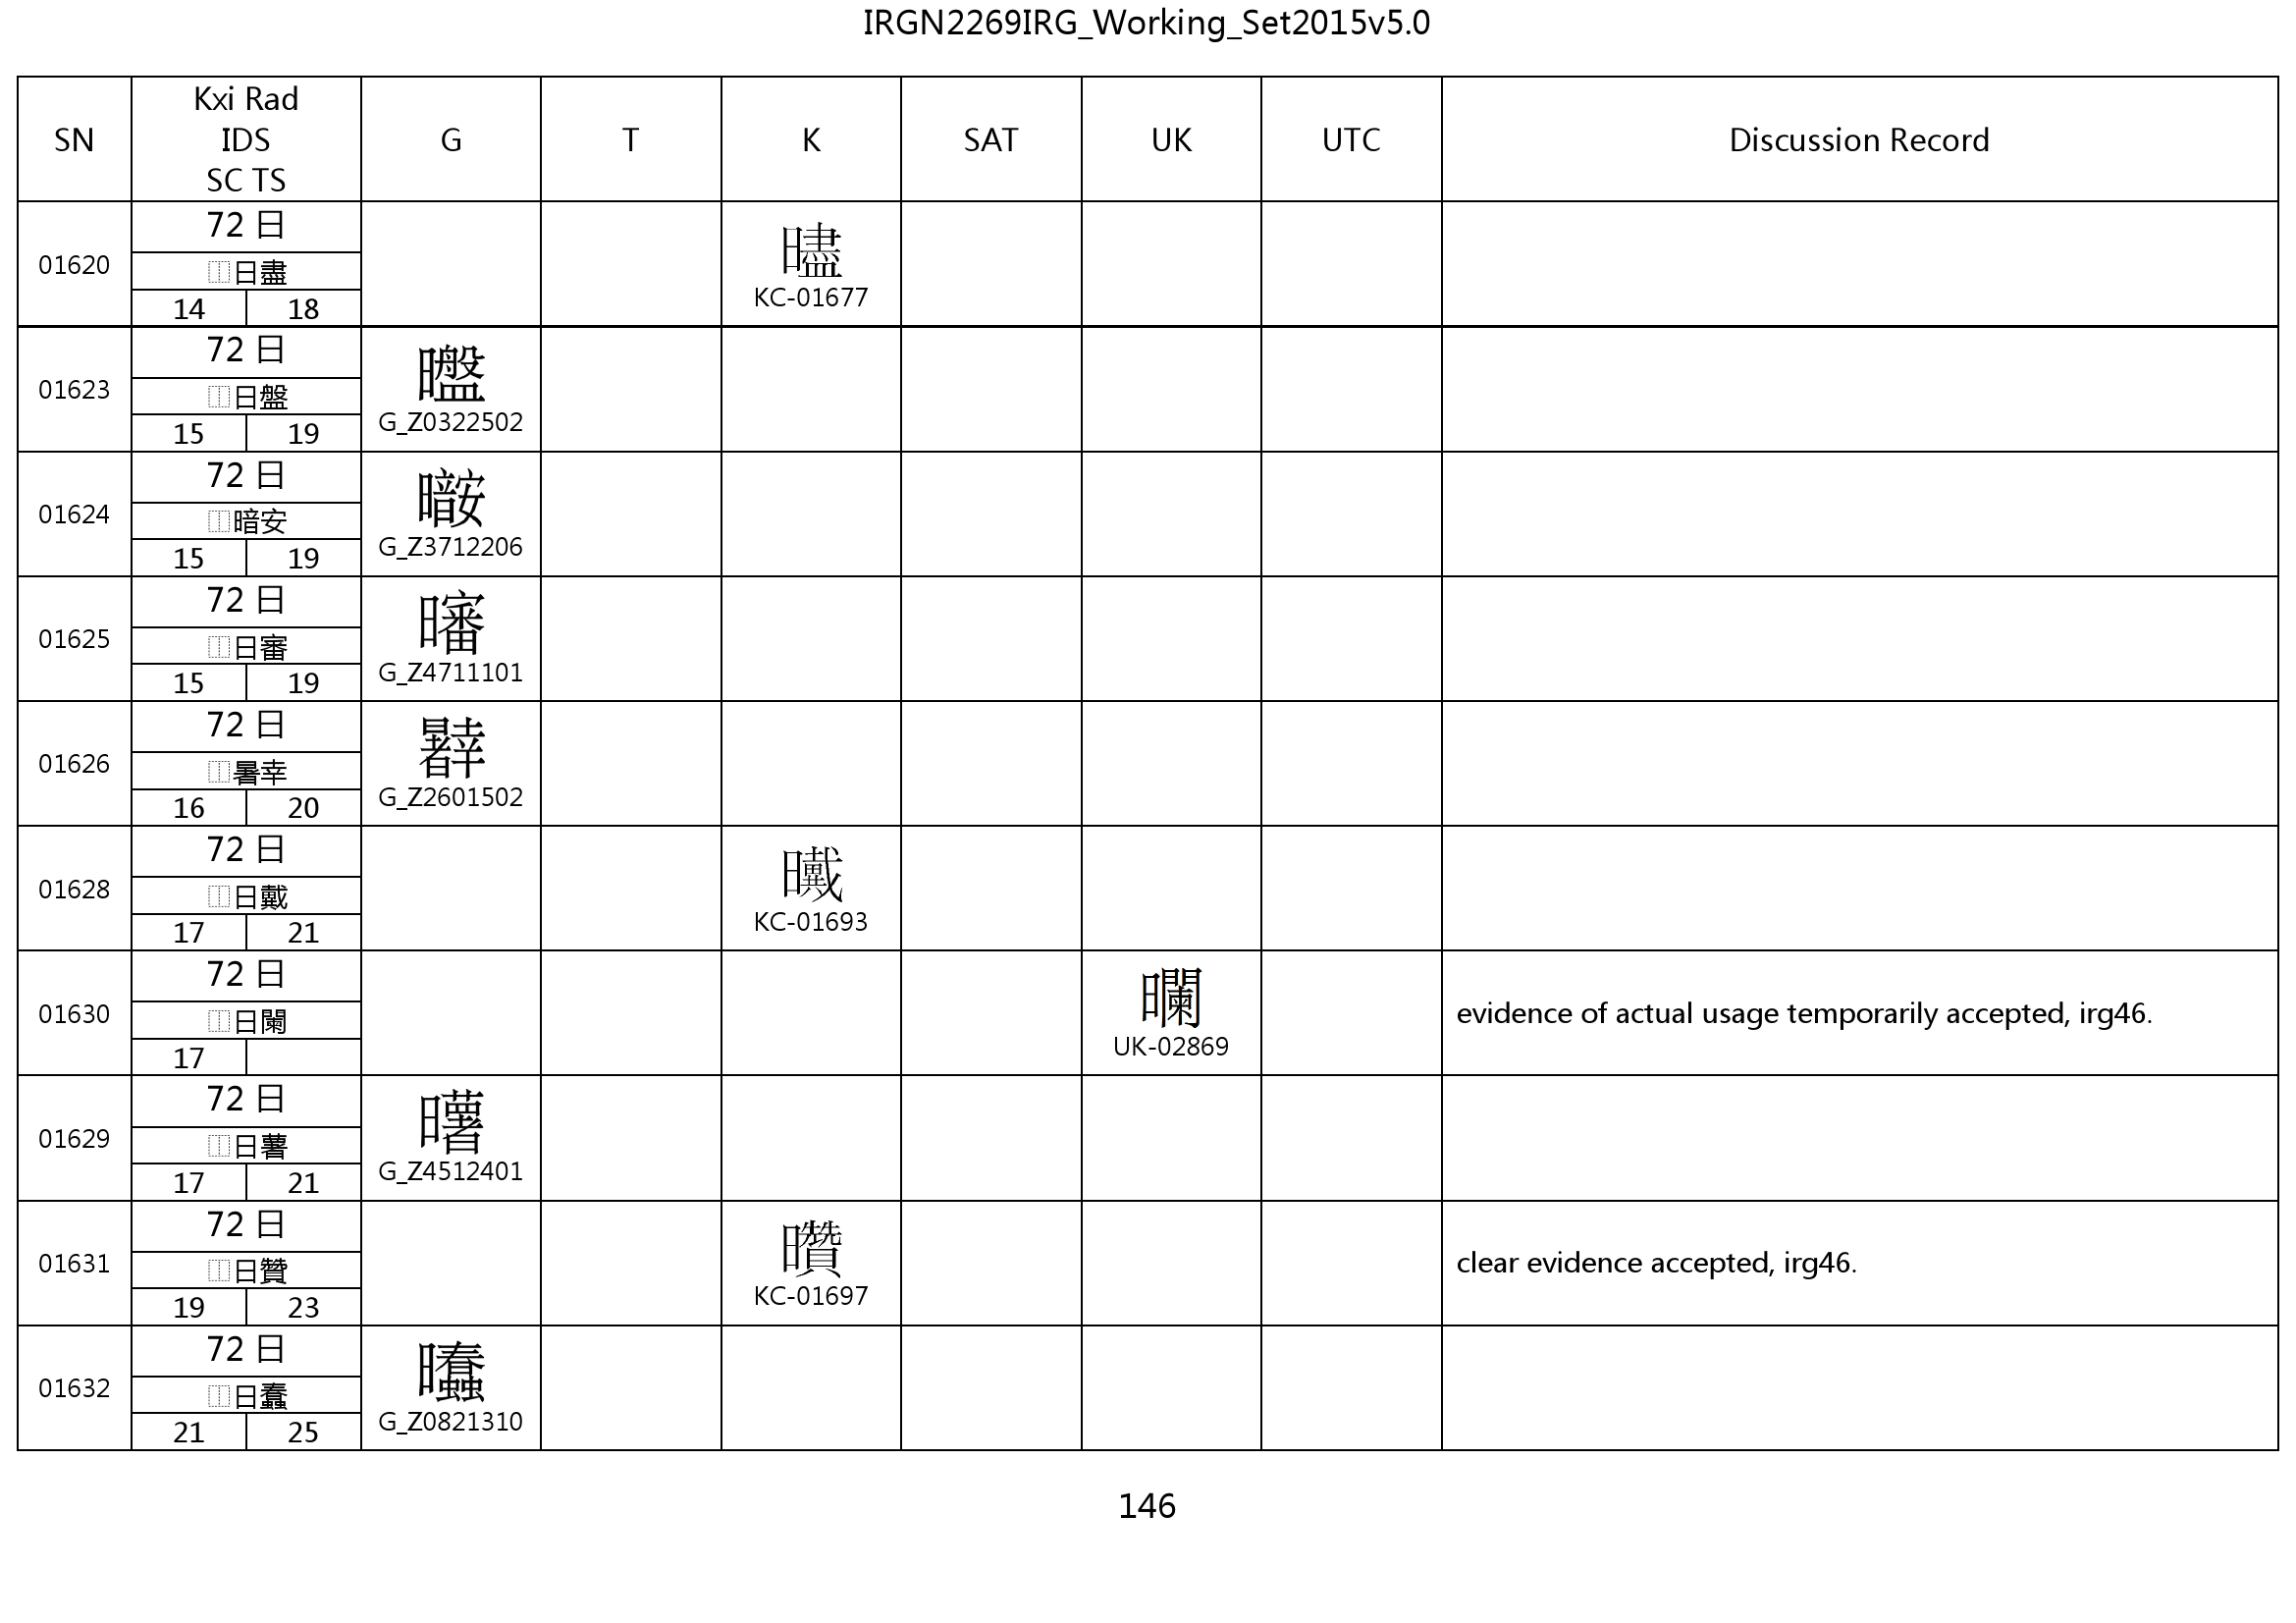 IRGN2269IRG_Working_Set2015v5.0
SN Kxi Rad IDS SC TS G T K SAT UK UTC Discussion Record
01620
72 日
⿰日盡
14 18
KC-01677
01623
72 日
⿰日盤
15 19
G_Z0322502
01624
72 日
⿰暗安
15 19
G_Z3712206
01625
72 日
⿰日審
15 19
G_Z4711101
01626
72 日
⿰暑幸
16 20
G_Z2601502
01628
72 日
⿰日戴
17 21
KC-01693
01630
72 日
⿰日闌
17
UK-02869
evidence of actual usage temporarily accepted, irg46.
01629
72 日
⿰日薯
17 21
G_Z4512401
01631
72 日
⿰日贊
19 23
KC-01697
clear evidence accepted, irg46.
01632
72 日
⿰日蠢
21 25
G_Z0821310
146